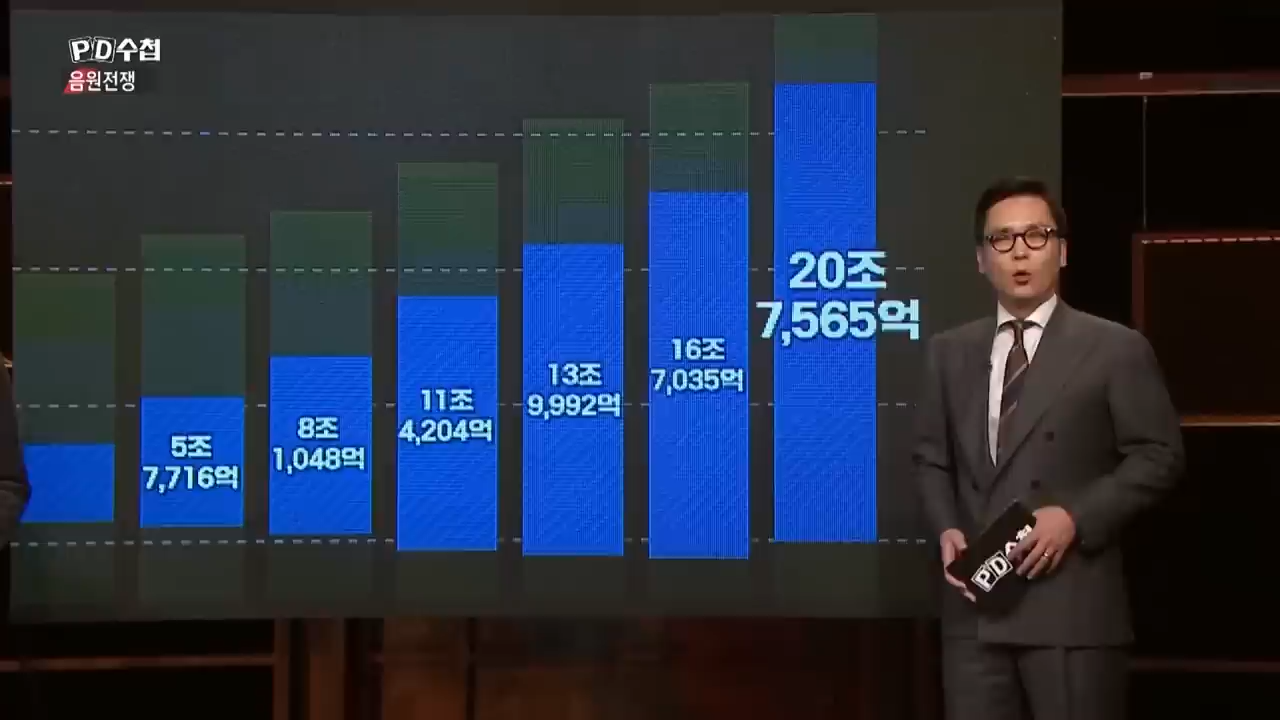 PD수첩
음원전쟁
5조
7,716억
8조
1,048억
11조
4,204억
13조
9,992억
16조
7,035억
20조
7,565억
PD수첩